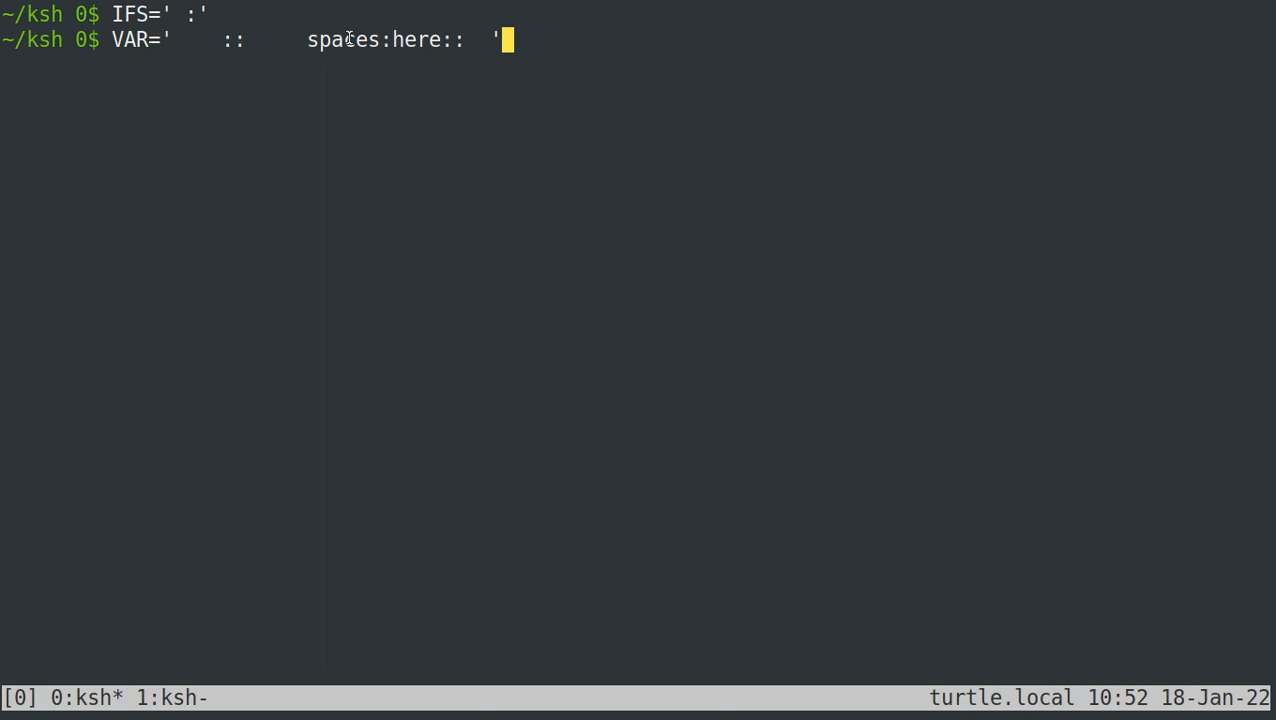 ~/ksh 0$ IFS=' :'
~/ksh 0$ VAR='    ::     spaces:here::  '
[0] 0:ksh* 1:ksh-
turtle.local 10:52 18-Jan-22